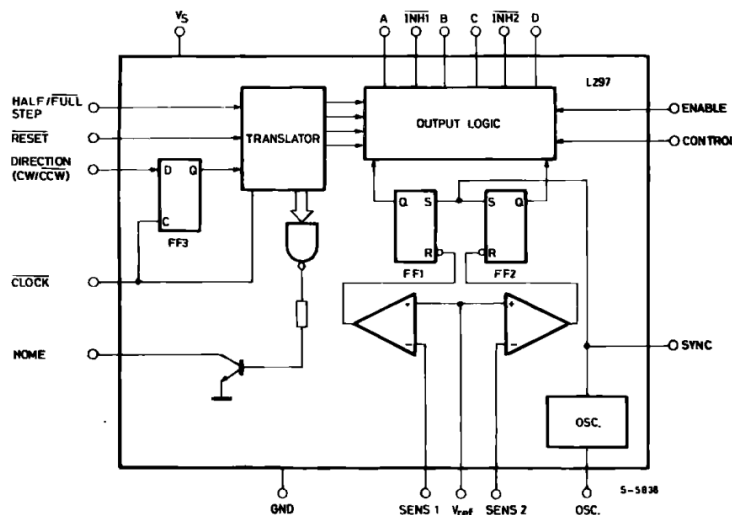 VS
A
INH1
B
C
INH2
D
L297
HALF/FULL
STEP
RESET
DIRECTION
(CW/CCW)
CLOCK
HOME
TRANSLATOR
OUTPUT LOGIC
ENABLE
CONTROL
D Q
C
FF3
Q S
R
FF1
S Q
R
FF2
+
-
+
-
SYNC
OSC.
GND
SENS 1
Vref
SENS 2
OSC.
S-5836